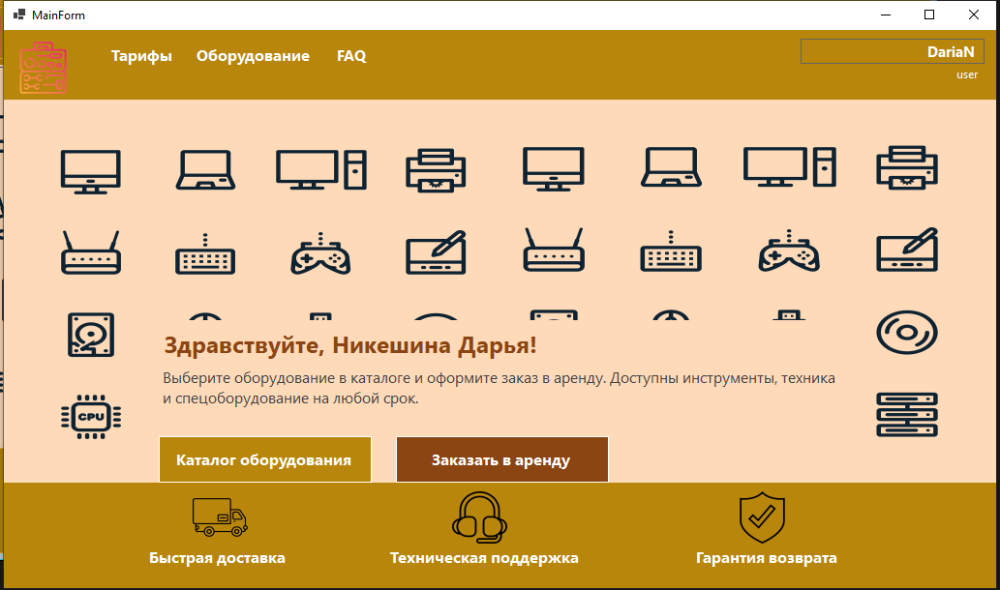 MainForm
Тарифы Оборудование FAQ
DariaN
user
CPU
Здравствуйте, Никешина Дарья!
Выберите оборудование в каталоге и оформите заказ в аренду. Доступны инструменты, техника
и спецоборудование на любой срок.
Каталог оборудования Заказать в аренду
Быстрая доставка Техническая поддержка Гарантия возврата